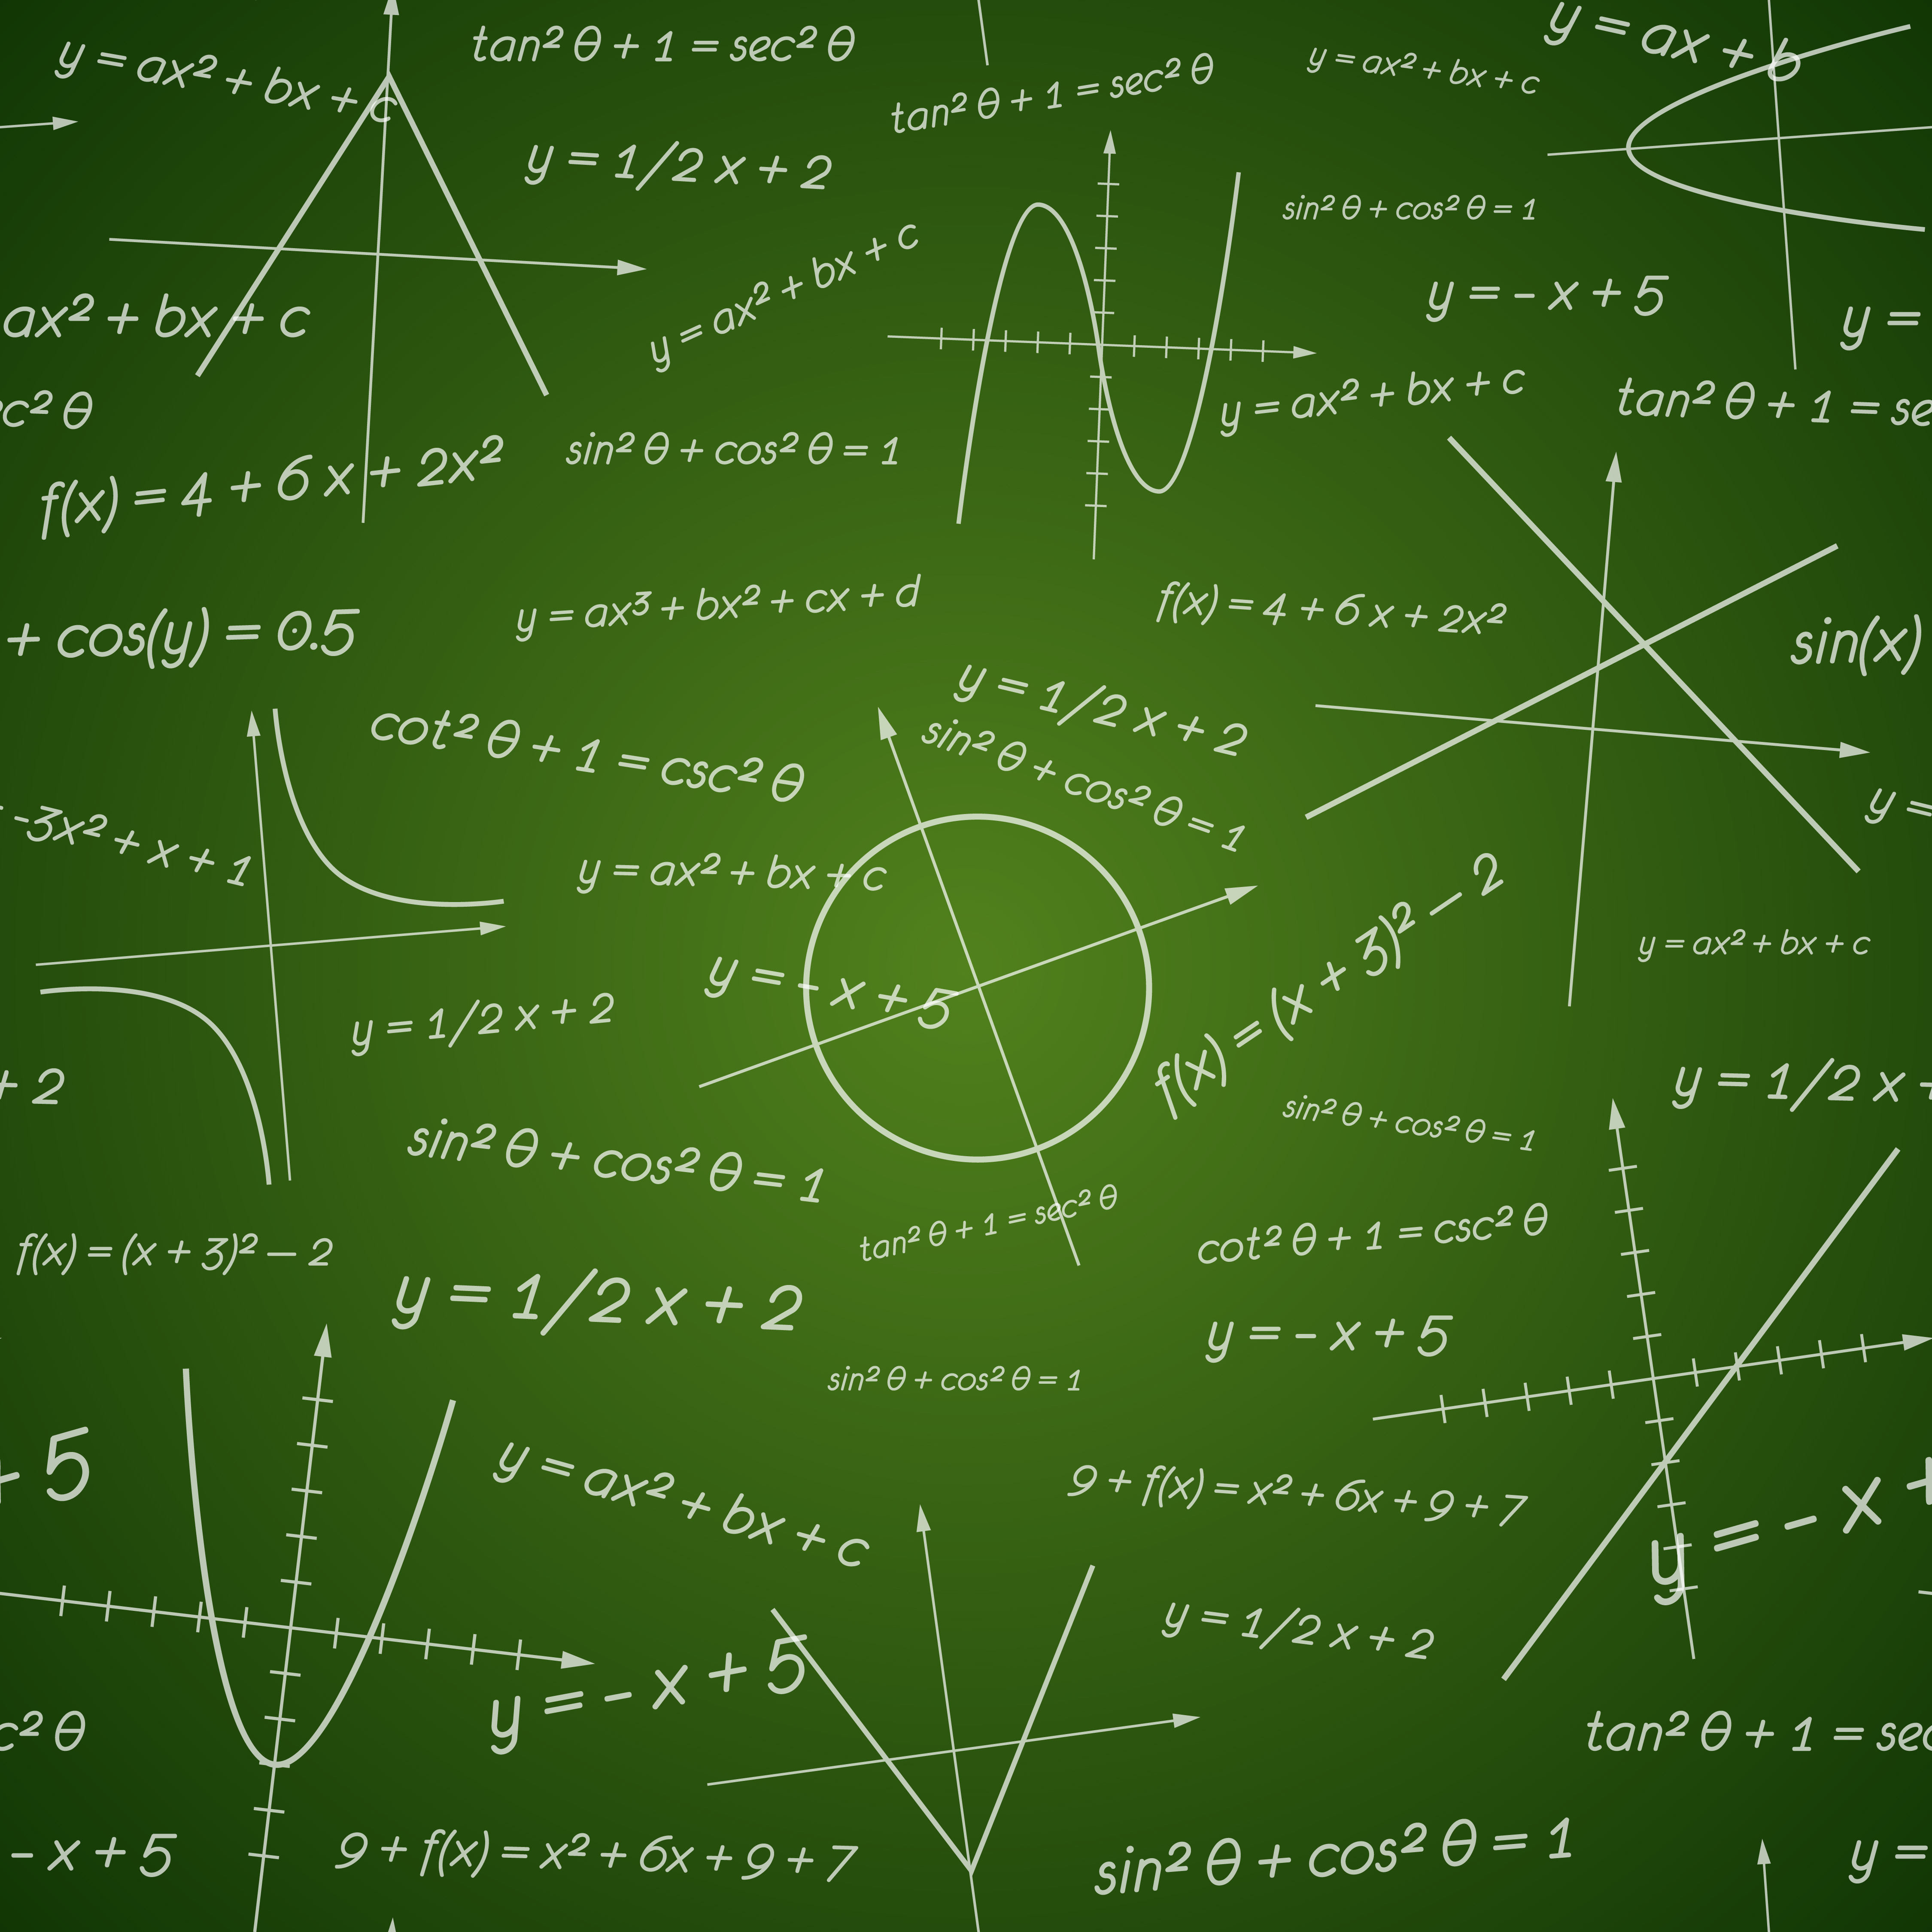 y = ax² + bx + c
tan² θ + 1 = sec² θ
tan² θ + 1 = sec² θ
y = ax² + bx + c
y = ax + b
y = 1/2 x + 2
sin² θ + cos² θ = 1
y = ax² + bx + c
y = - x + 5
ax² + bx + c
y =
c² θ
y = ax² + bx + c
tan² θ + 1 = se
f(x) = 4 + 6 x + 2x²
sin² θ + cos² θ = 1
y = ax³ + bx² + cx + d
f(x) = 4 + 6 x + 2x²
+ cos(y) = 0.5
sin(x)
y = 1/2 x + 2
cot² θ + 1 = csc² θ
sin² θ + cos² θ = 1
-3x² + x + 1
y =
y = ax² + bx + c
f(x) = (x + 3)² - 2
y = ax² + bx + c
y = - x + 5
y = 1/2 x + 2
+ 2
y = 1/2 x +
sin² θ + cos² θ = 1
sin² θ + cos² θ = 1
tan² θ + 1 = sec² θ
cot² θ + 1 = csc² θ
f(x) = (x + 3)² - 2
y = 1/2 x + 2
y = - x + 5
sin² θ + cos² θ = 1
+ 5
y = ax² + bx + c
9 + f(x) = x² + 6x + 9 + 7
y = - x +
y = 1/2 x + 2
y = - x + 5
c² θ
tan² θ + 1 = sec
- x + 5
9 + f(x) = x² + 6x + 9 + 7
sin² θ + cos² θ = 1
y =